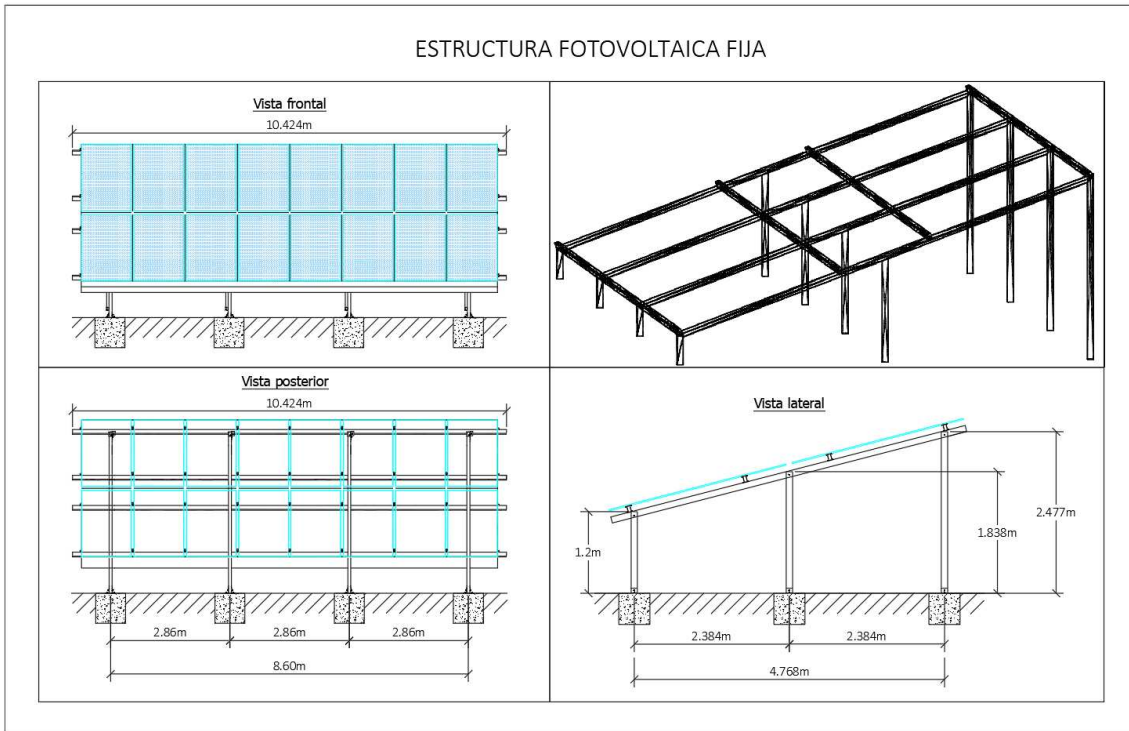 ESTRUCTURA FOTOVOLTAICA FIJA
Vista frontal
10.424m
Vista posterior
10.424m
2.86m 2.86m 2.86m
8.60m
Vista lateral
1.2m
1.838m
2.477m
2.384m 2.384m
4.768m